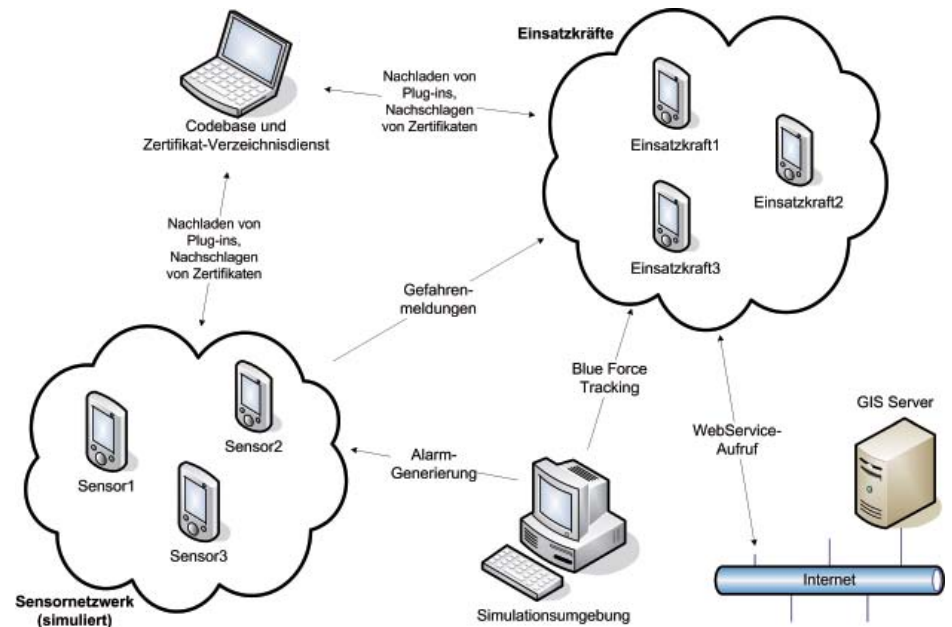 Einsatzkräfte
Einsatzkraft1
Einsatzkraft2
Einsatzkraft3
Nachladen von
Plug-ins,
Nachschlagen
von Zertifikaten
Codebase und
Zertifikat-Verzeichnisdienst
Nachladen von
Plug-ins,
Nachschlagen
von Zertifikaten
Gefahren-
meldungen
Blue Force
Tracking
WebService-
Aufruf
GIS Server
Internet
Alarm-
Generierung
Simulationsumgebung
Sensor1
Sensor2
Sensor3
Sensornetzwerk
(simuliert)